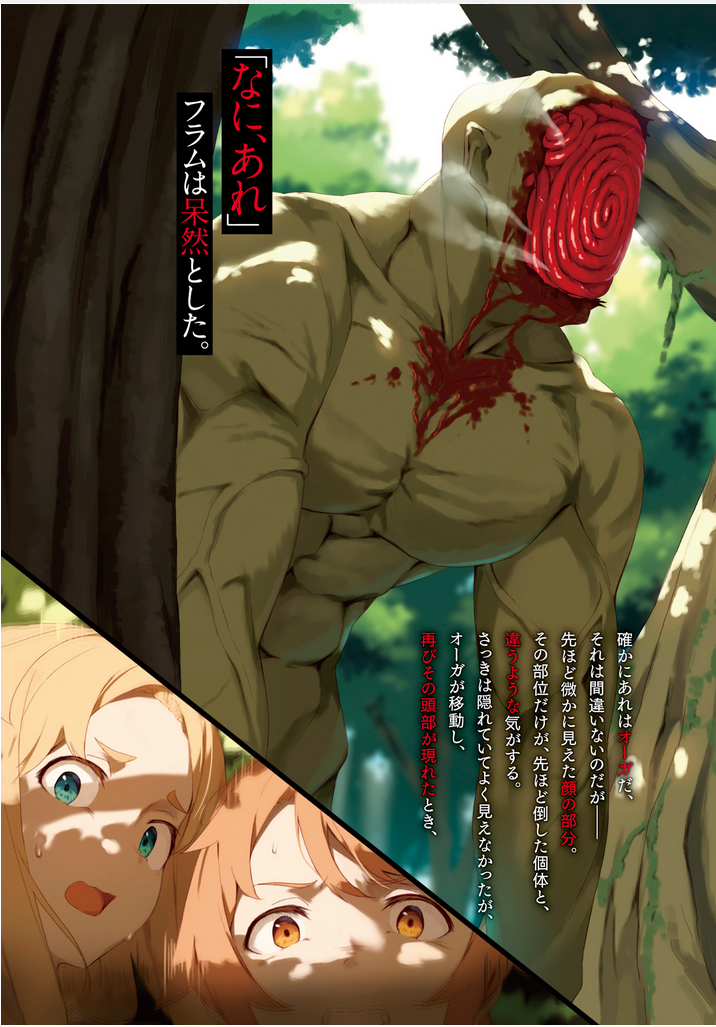 「なに、あれ」
フラムは呆然とした。
確かにあれはオーガだ、
それは間違いないのだが――
先ほど微かに見えた顔の部分。
その部位だけが、先ほど倒した個体と、
違うような気がする。
さっきは隠れていてよく見えなかったが、
オーガが移動し、
再びその頭部が現れたとき、